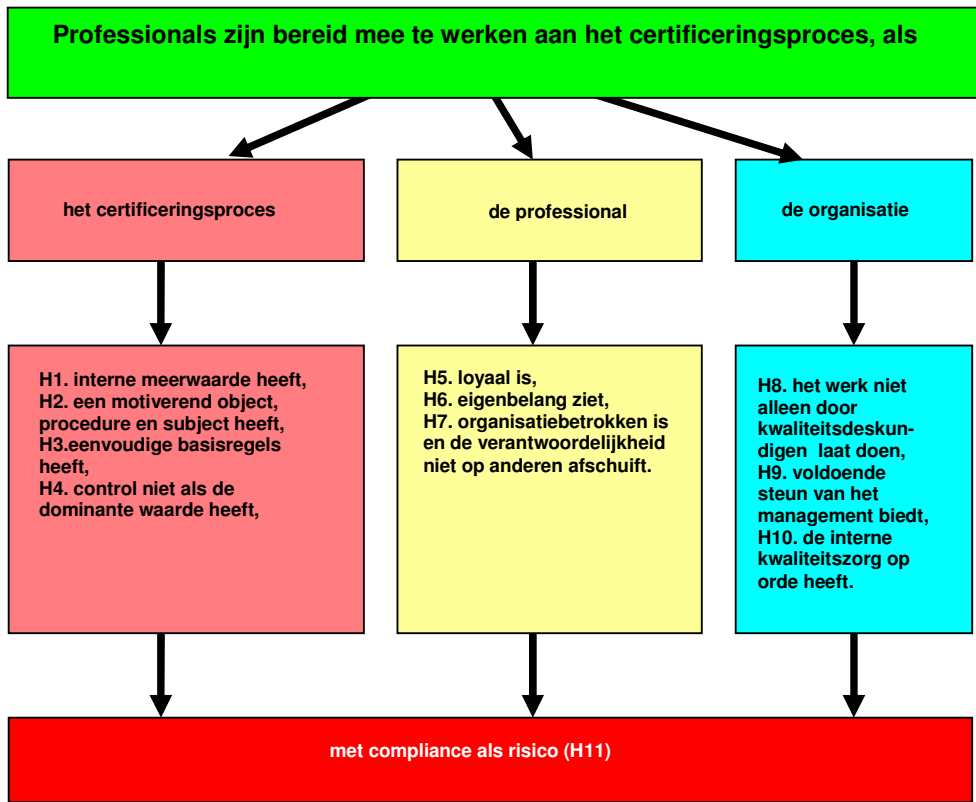 Professionals zijn bereid mee te werken aan het certificeringsproces, als
het certificeringsproces
de professional
de organisatie
H1. interne meerwaarde heeft,
H2. een motiverend object,
procedure en subject heeft,
H3.eenvoudige basisregels
heeft,
H4. control niet als de
dominante waarde heeft,
H5. loyaal is,
H6. eigenbelang ziet,
H7. organisatiebetrokken is
en de verantwoordelijkheid
niet op anderen afschuift.
H8. het werk niet
alleen door
kwaliteitsdeskun-
digen laat doen,
H9. voldoende
steun van het
management biedt,
H10. de interne
kwaliteitszorg op
orde heeft.
met compliance als risico (H11)